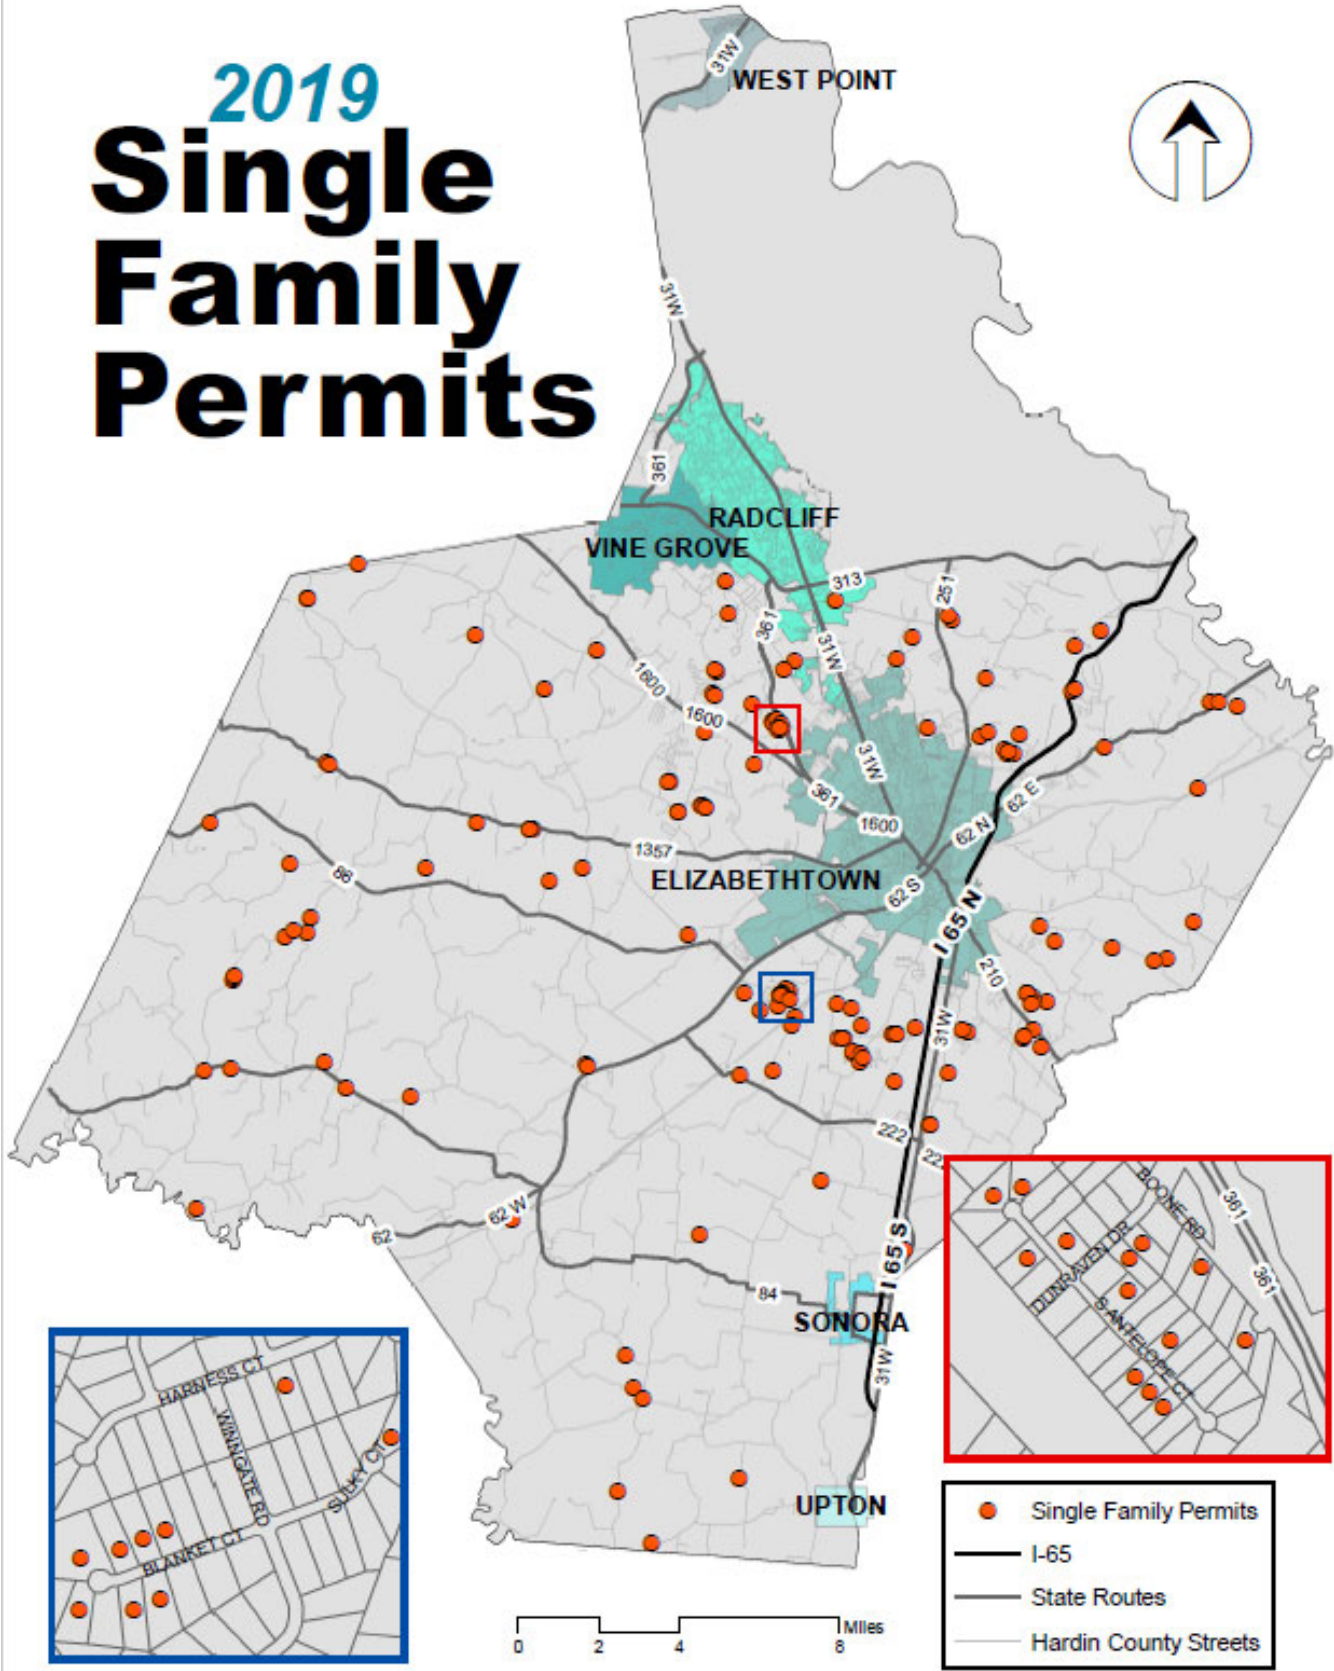 2019
Single
Family
Permits
31W
WEST POINT
31W
361
RADCLIFF
VINE GROVE
313
251
361
31W
1600
1600
31W
361
62 E
1600
62 N
1357
86
ELIZABETHTOWN
62 S
I 65 N
210
31W
222
222
62 W
62
I 65 S
84
SONORA
31W
UPTON
BOONE RD
361
DUNRAVEN DR
361
S ANTELOPE CT
HARNESS CT
WINNGATE RD
SULKY CT
BLANKET CT
Single Family Permits
I-65
State Routes
Hardin County Streets
Miles
0 2 4 8